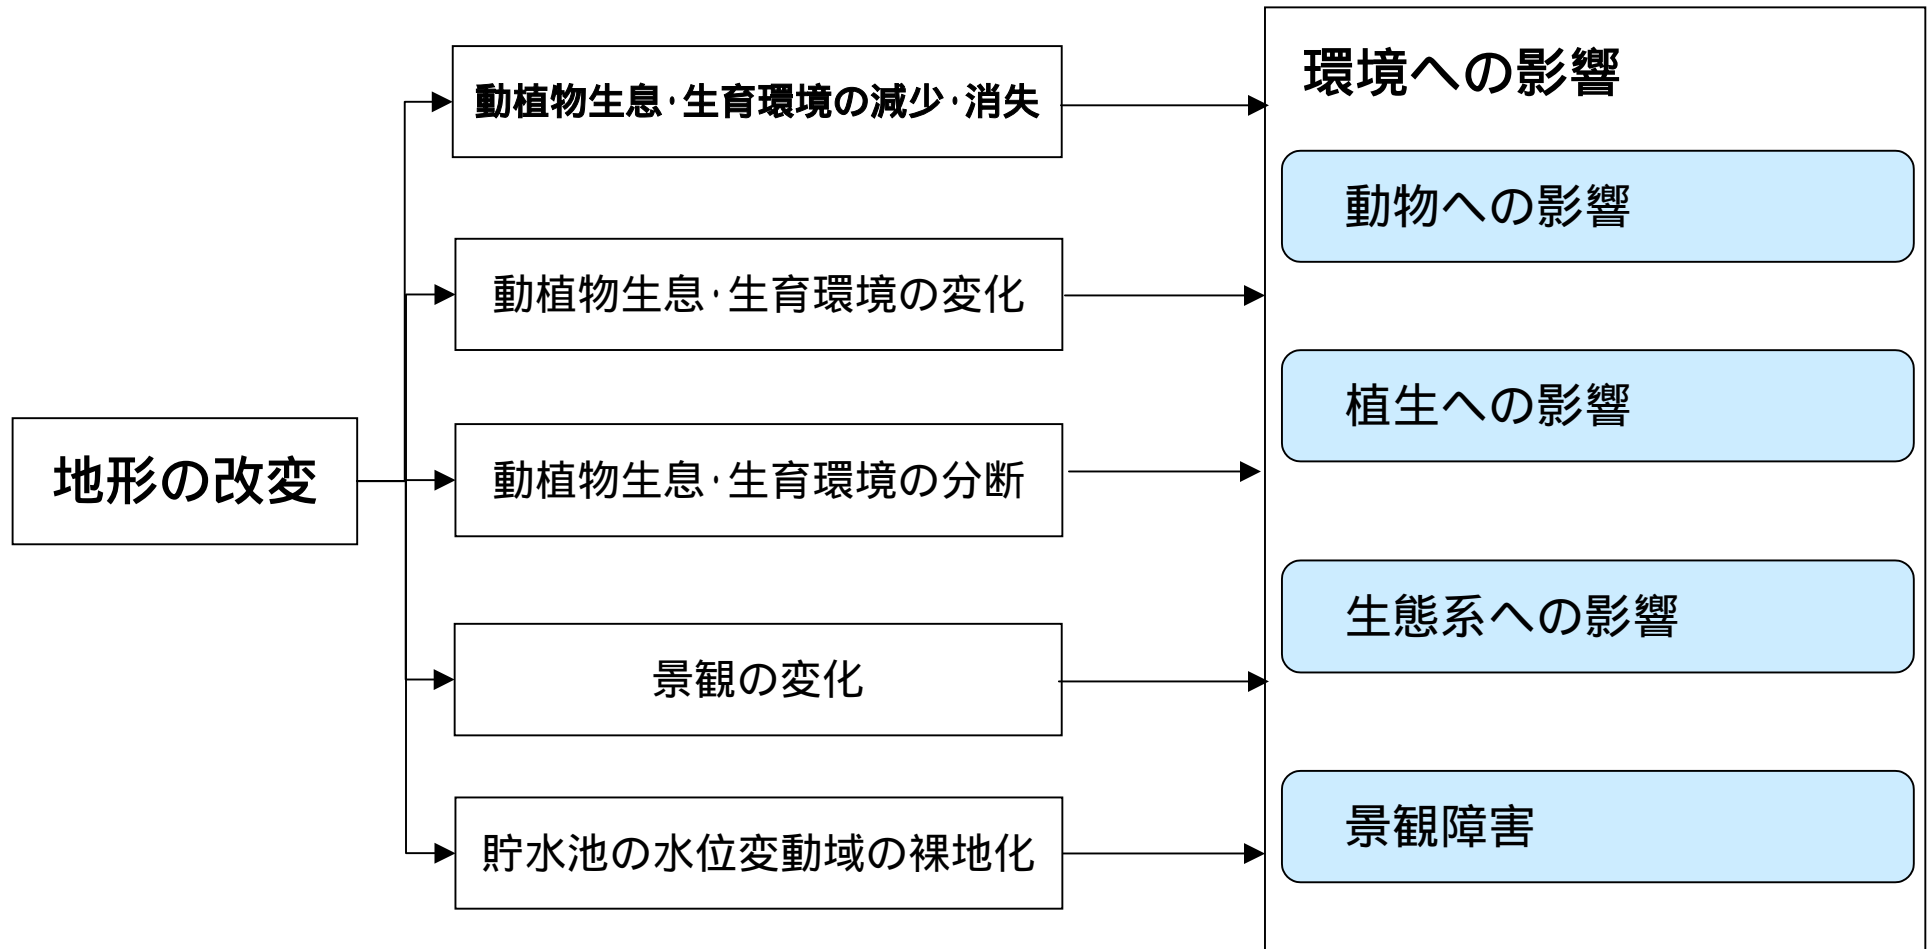 地形の改変
動植物生息・生育環境の減少・消失
動植物生息・生育環境の変化
動植物生息・生育環境の分断
景観の変化
貯水池の水位変動域の裸地化
環境への影響
動物への影響
植生への影響
生態系への影響
景観障害